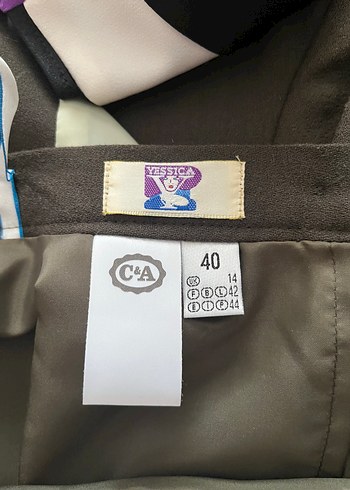 YESSICA
C&A
40
UK 14
F B L 42
E I P 44